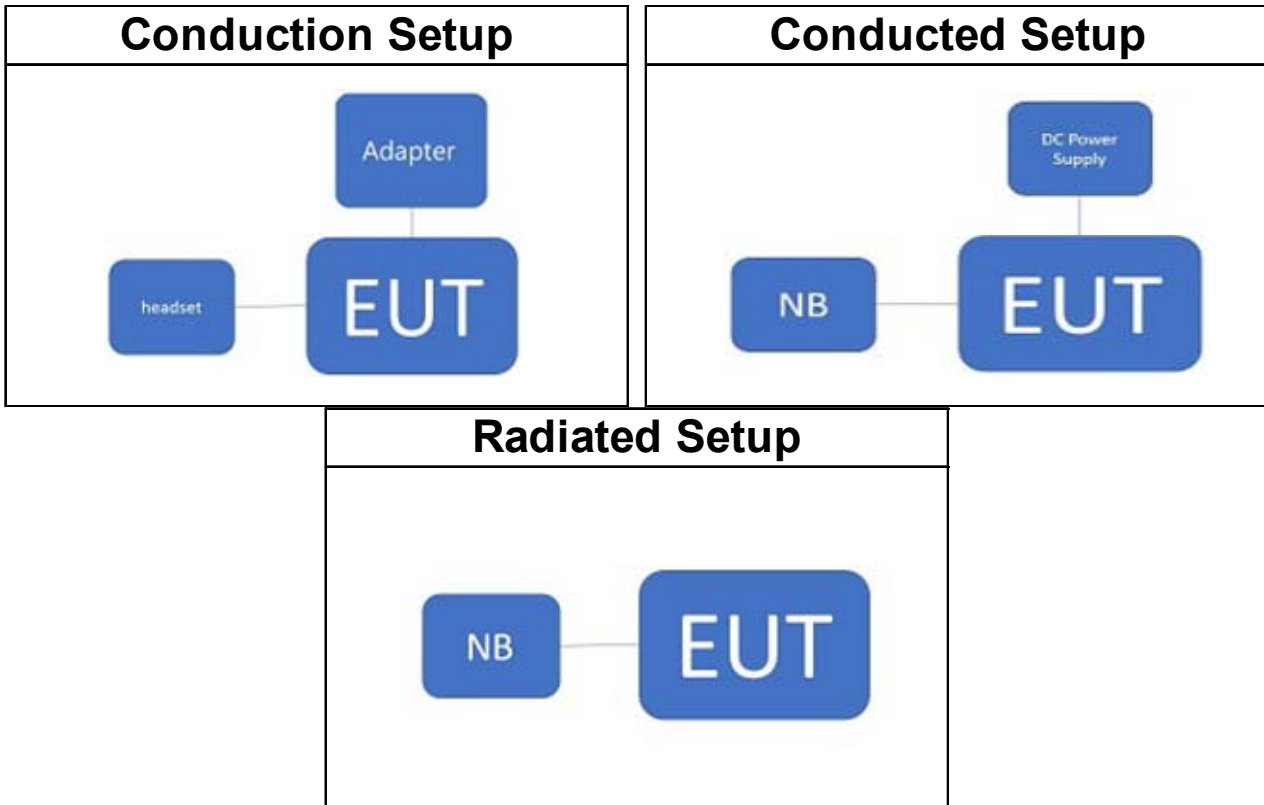 Conduction Setup
Adapter
headset
EUT
Conducted Setup
DC Power
Supply
NB
EUT
Radiated Setup
NB
EUT